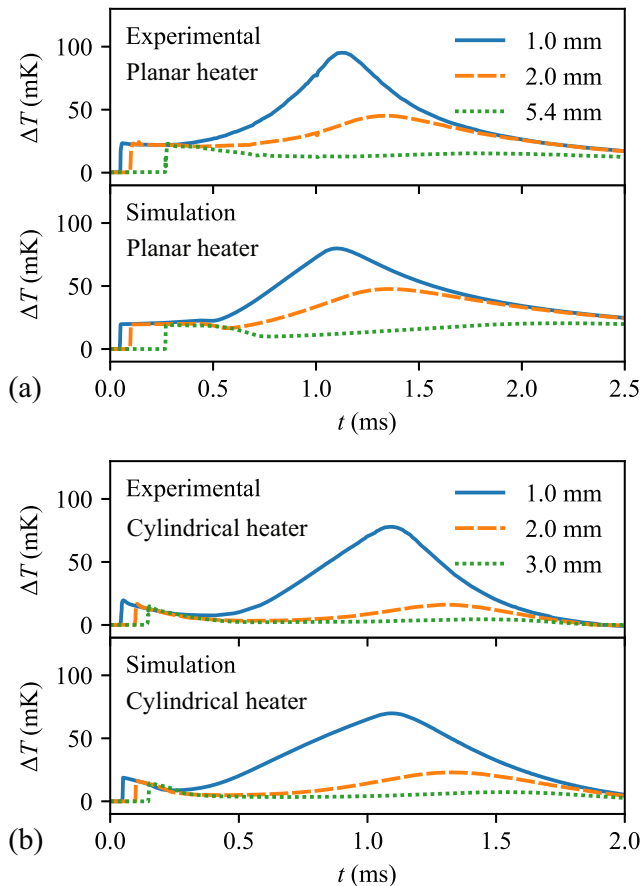 100
50
0
ΔT (mK)
Experimental
Planar heater
1.0 mm
2.0 mm
5.4 mm
100
50
0
ΔT (mK)
Simulation
Planar heater
0.0 0.5 1.0 1.5 2.0 2.5
(a)
t (ms)
100
50
0
ΔT (mK)
Experimental
Cylindrical heater
1.0 mm
2.0 mm
3.0 mm
100
50
0
ΔT (mK)
Simulation
Cylindrical heater
0.0 0.5 1.0 1.5 2.0
(b)
t (ms)